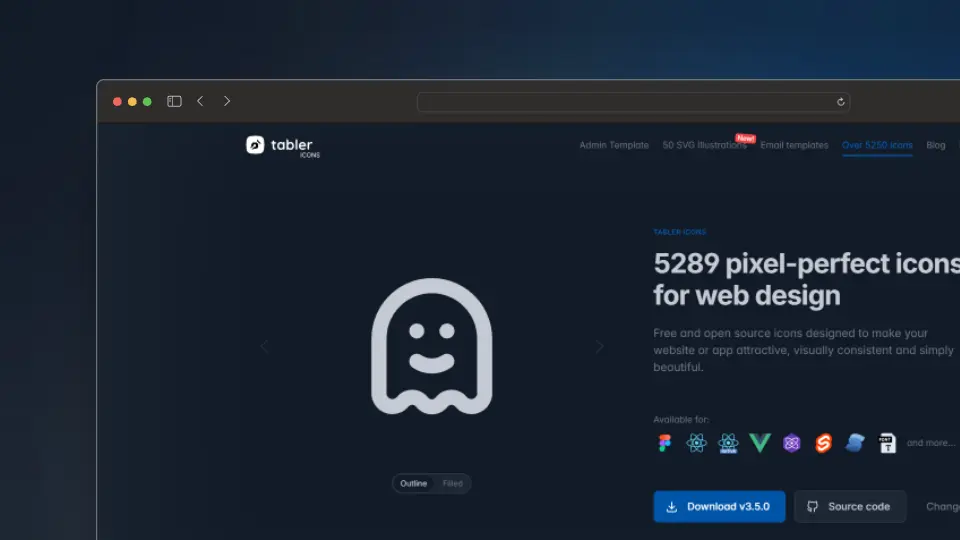 tabler
ICONS
Admin Template
50 SVG Illustrations
New!
Email templates
Over 5250 icons
Blog
TABLER ICONS
5289 pixel-perfect icons
for web design
Free and open source icons designed to make your
website or app attractive, visually consistent and simply
beautiful.
Available for:
FONT
and more...
Outline
Filled
Download v3.5.0
Source code
Chang